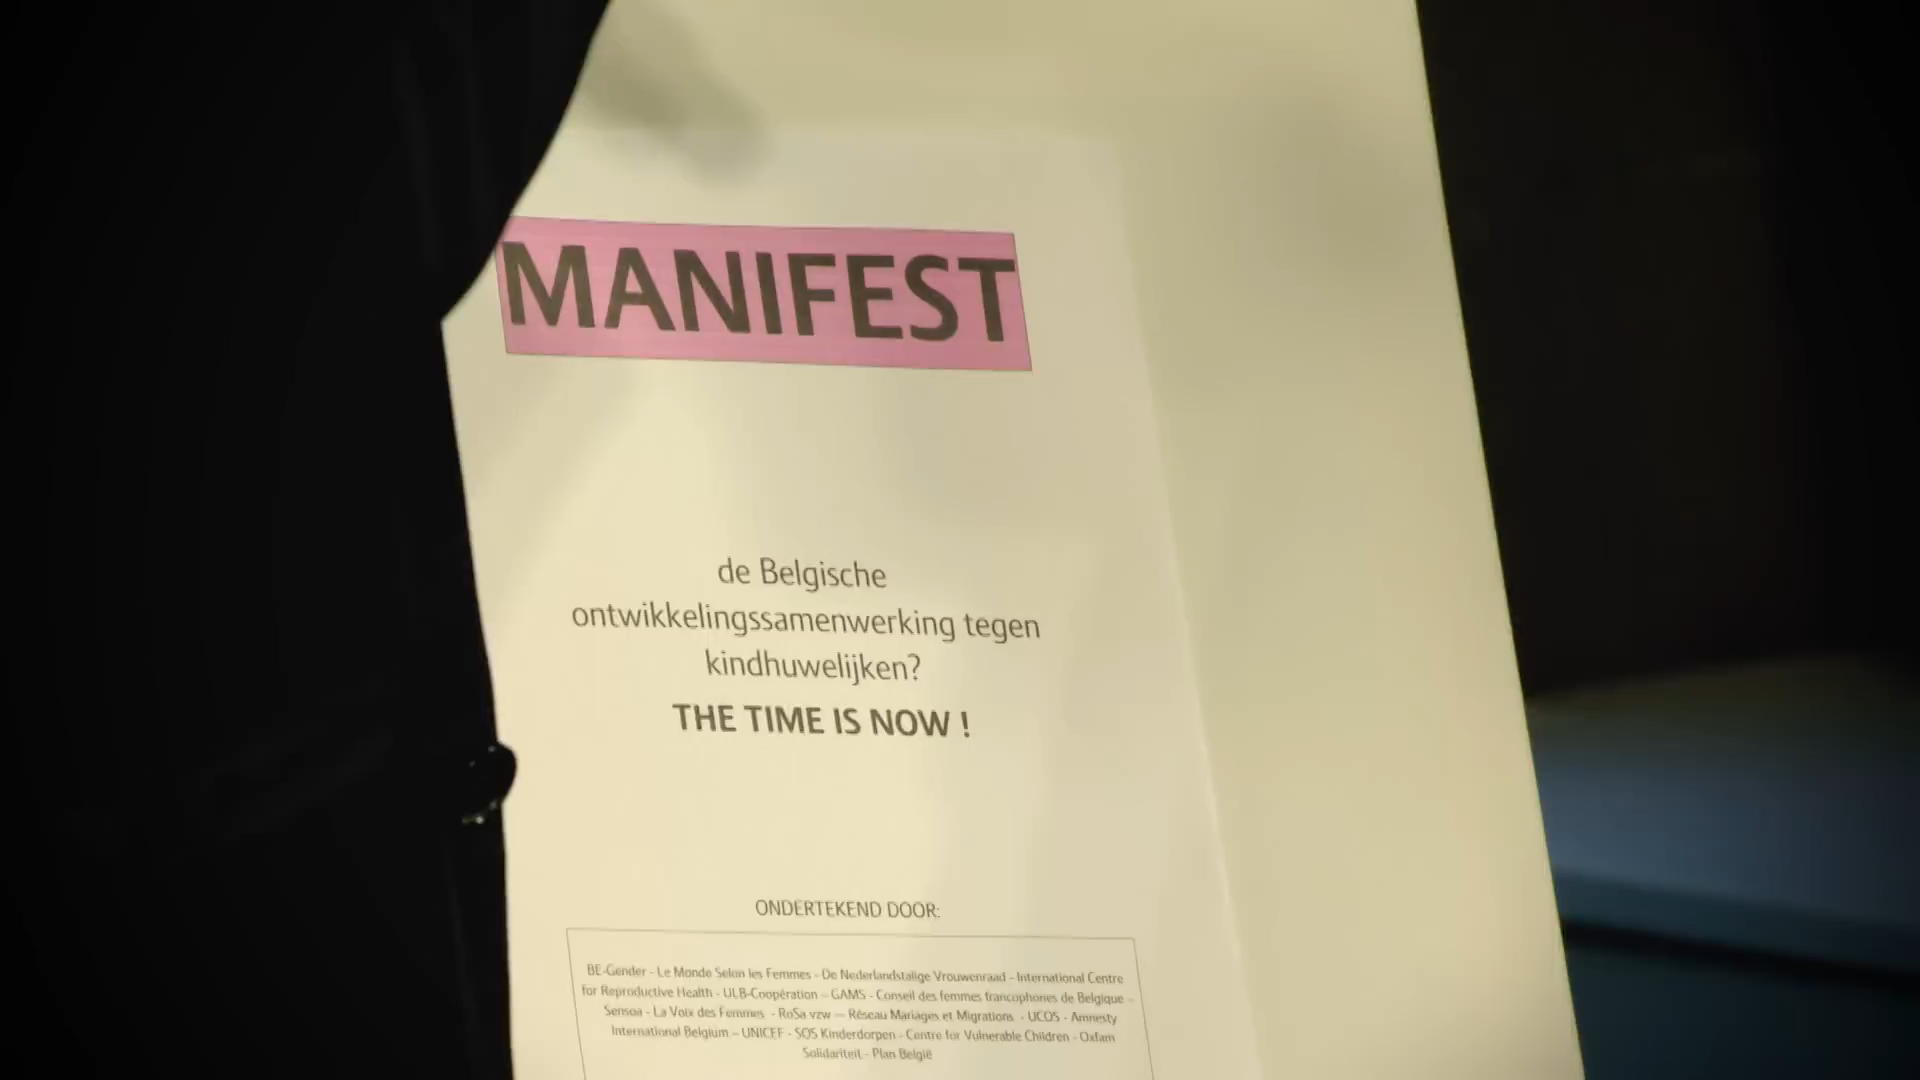 MANIFEST
de Belgische
ontwikkelingssamenwerking tegen
kindhuwelijken?
THE TIME IS NOW !
ONDERTEKEND DOOR:
BE-Gender - Le Monde Selon les Femmes - De Nederlandstalige Vrouwenraad - International Centre
for Reproductive Health - ULB-Coopération – GAMS - Conseil des femmes francophones de Belgique -
Sensoa - La Voix des Femmes - RoSa vzw – Réseau Mariages et Migrations - UCOS - Amnesty
International Belgium – UNICEF - SOS Kinderdorpen - Centre for Vulnerable Children - Oxfam
Solidariteit - Plan België